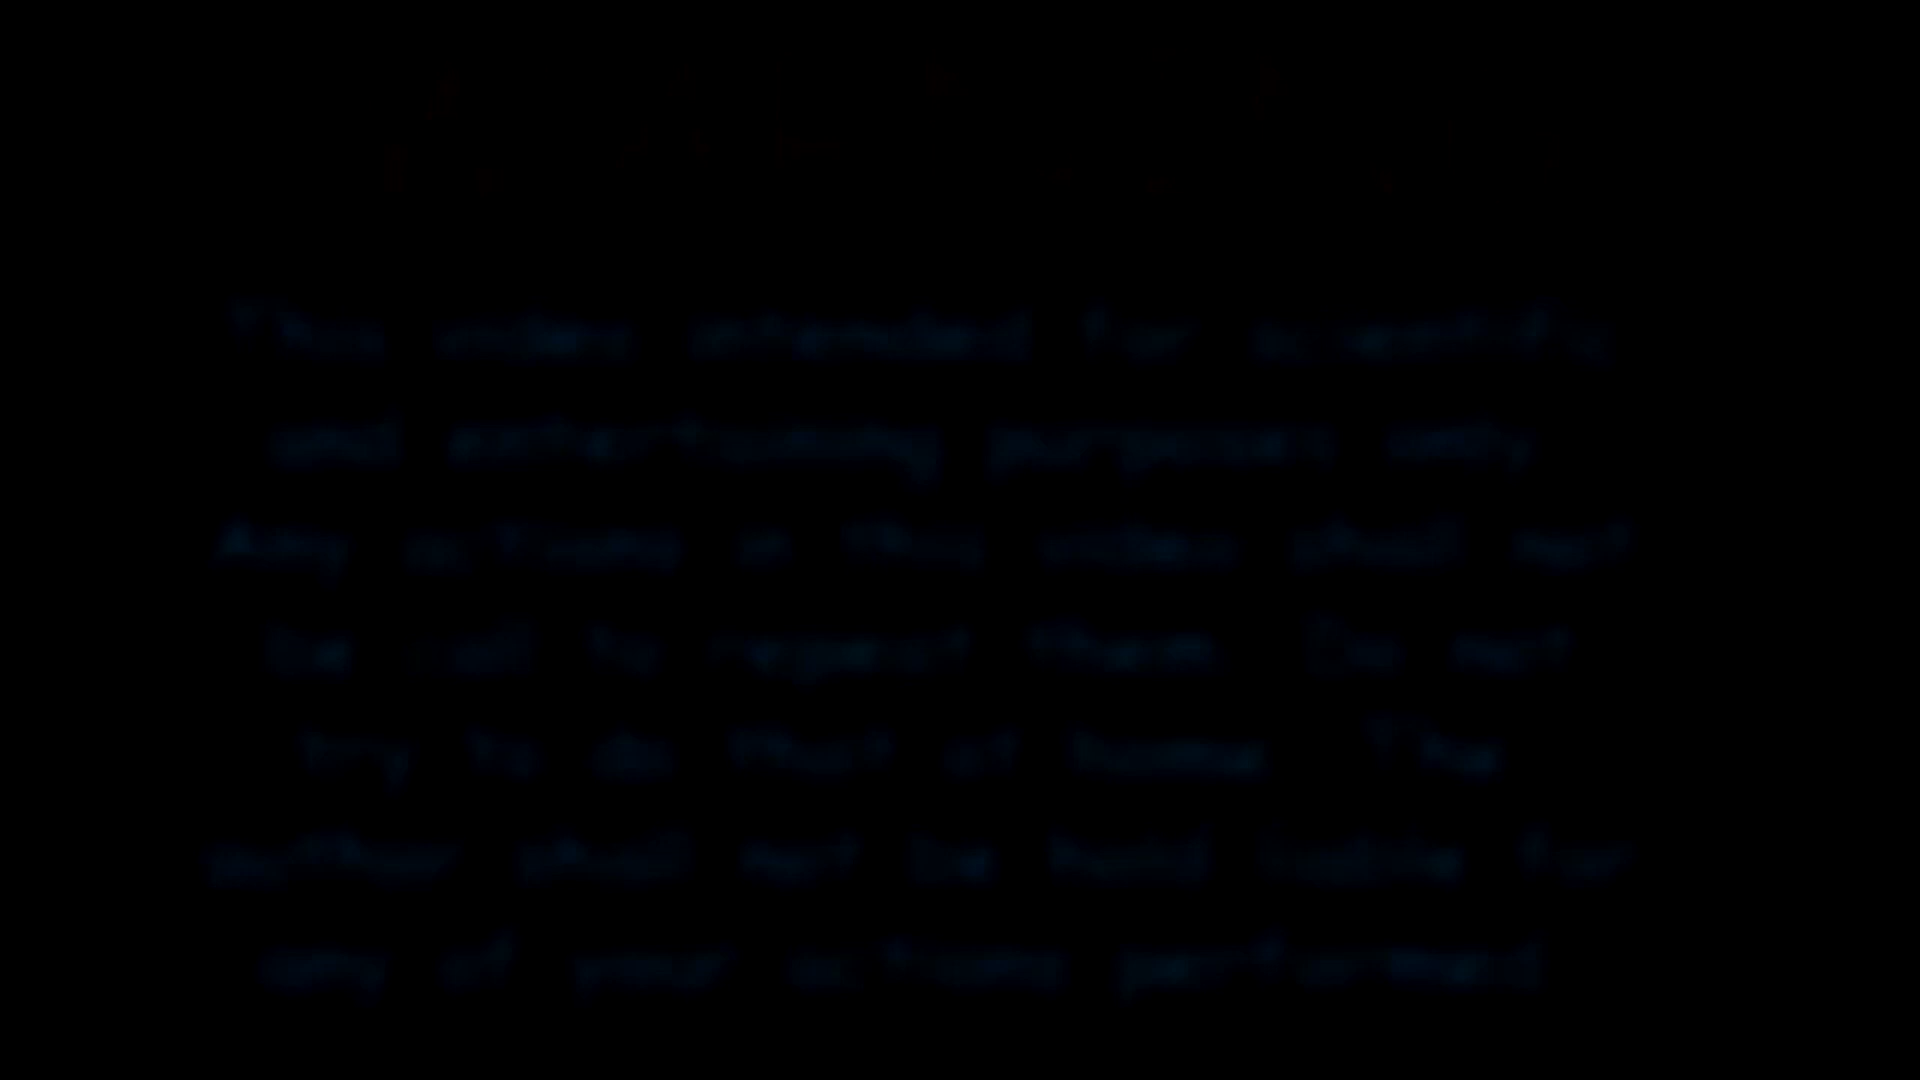 This video intended for scientific
and entertaining purposes only
Any actions in this video shall not
be call to repeat them. Do not
try to do that at home. The
author shall not be held liable for
any of your actions performed